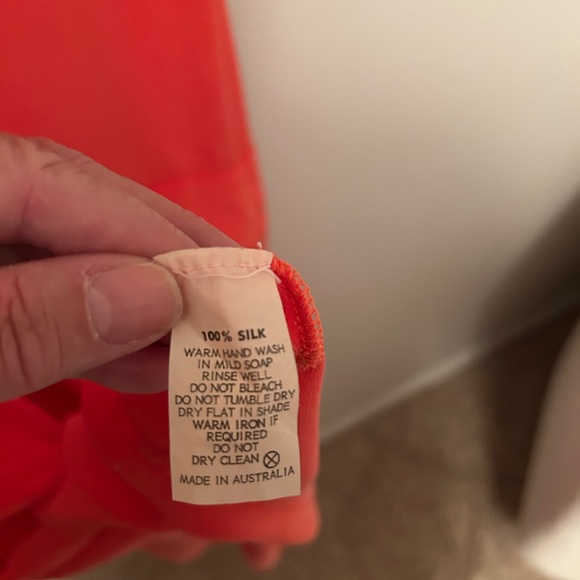 100% SILK
WARM HAND WASH
IN MILD SOAP
RINSE WELL
DO NOT BLEACH
DO NOT TUMBLE DRY
DRY FLAT IN SHADE
WARM IRON IF
REQUIRED
DO NOT
DRY CLEAN
MADE IN AUSTRALIA